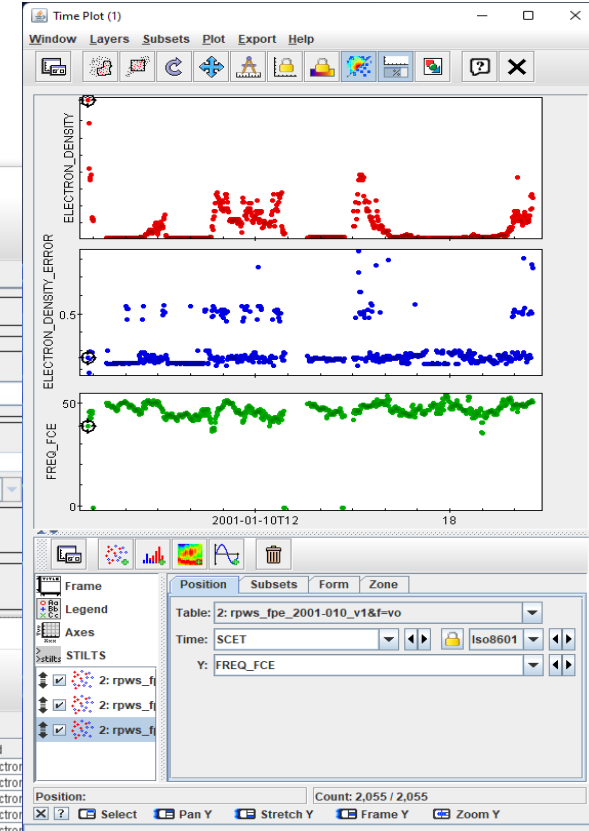 Time Plot (1)
Window Layers Subsets Plot Export Help
ELECTRON_DENSITY
ELECTRON_DENSITY_ERROR
0.5
FREQ_FCE
50
0
2001-01-10T12 18
Frame
Legend
Axes
STILTS
2: rpws_f
2: rpws_f
2: rpws_f
Position Subsets Form Zone
Table: 2: rpws_fpe_2001-010_v1&f=vo
Time: SCET Iso8601
Y: FREQ_FCE
Position: Count: 2,055 / 2,055
Select Pan Y Stretch Y Frame Y Zoom Y